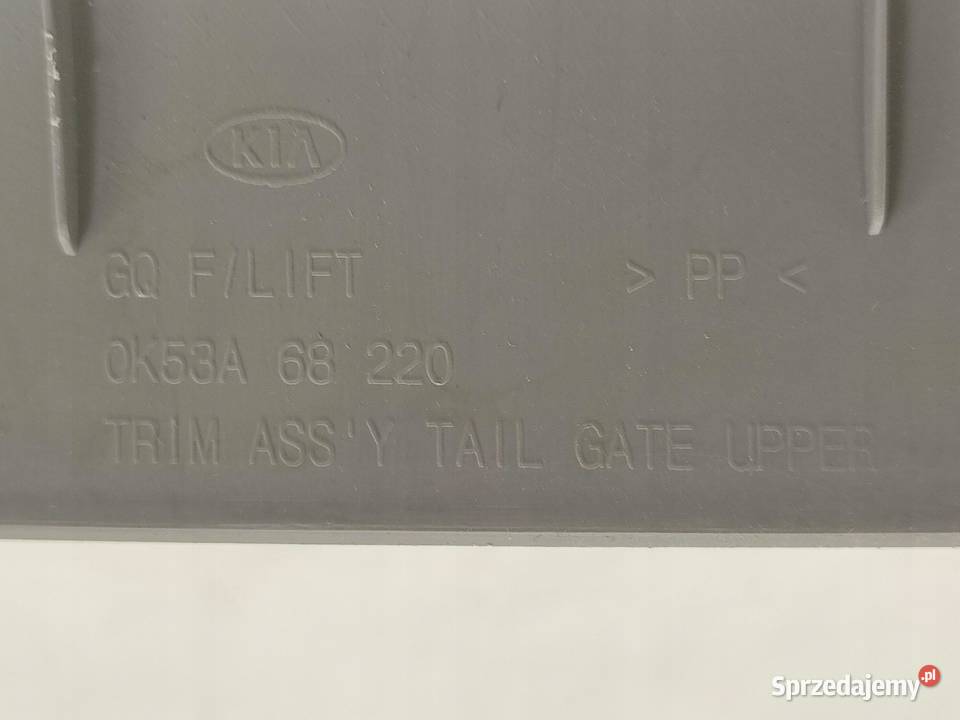 KIA
GQ F/LIFT > PP <
0K53A 68 220
TRIM ASS'Y TAIL GATE UPPER
Sprzedajemy.pl